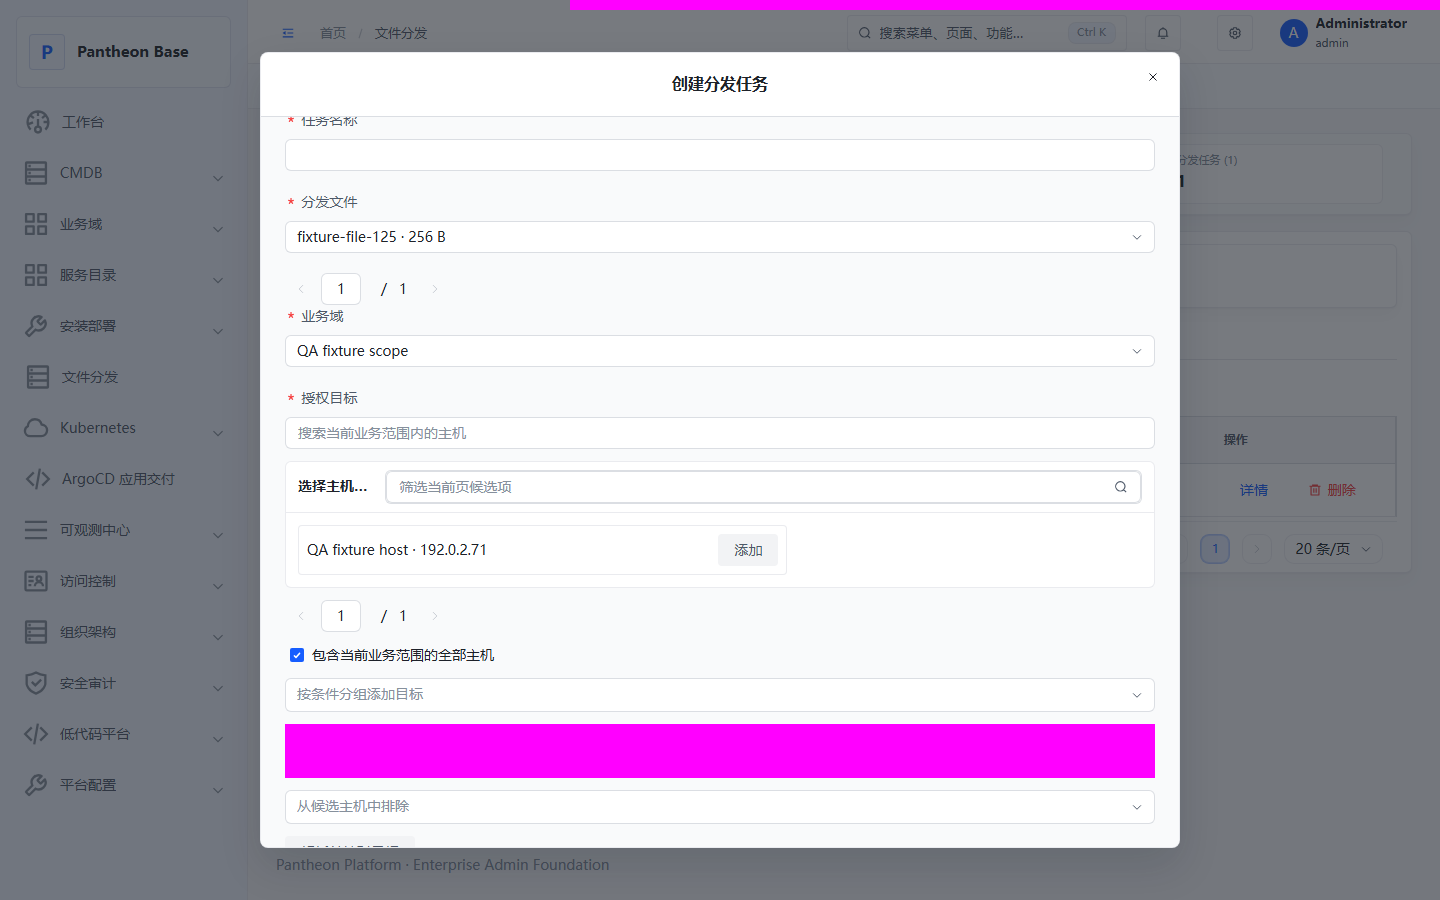 Pantheon Base
P
首页 / 文件分发
搜索菜单、页面、功能...
Ctrl K
A
Administrator
admin
工作台
CMDB
业务域
服务目录
安装部署
文件分发
Kubernetes
ArgoCD 应用交付
可观测中心
访问控制
组织架构
安全审计
低代码平台
平台配置
创建分发任务
* 任务名称
* 分发文件
fixture-file-125 · 256 B
1 / 1
* 业务域
QA fixture scope
* 授权目标
搜索当前业务范围内的主机
选择主机...
筛选当前页候选项
QA fixture host · 192.0.2.71
添加
1 / 1
包含当前业务范围的全部主机
按条件分组添加目标
从候选主机中排除
分发任务 (1)
操作
详情
删除
1
20 条/页
Pantheon Platform · Enterprise Admin Foundation